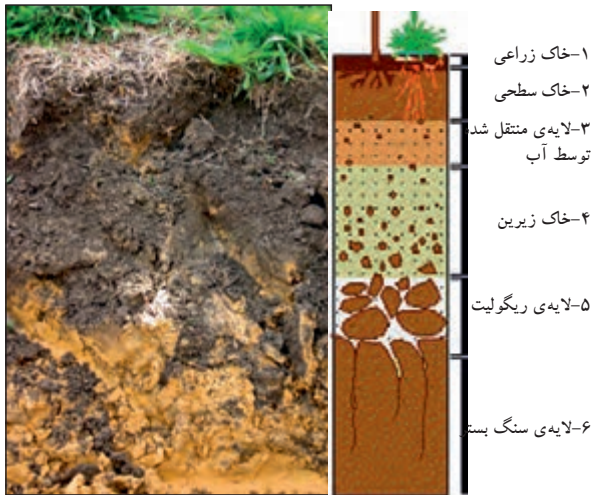 ۱-خاک زراعی
۲-خاک سطحی
۳-لایه‌ی منتقل شد
توسط آب
۴-خاک زیرین
۵-لایه‌ی ریگولیت
۶-لایه‌ی سنگ بستر